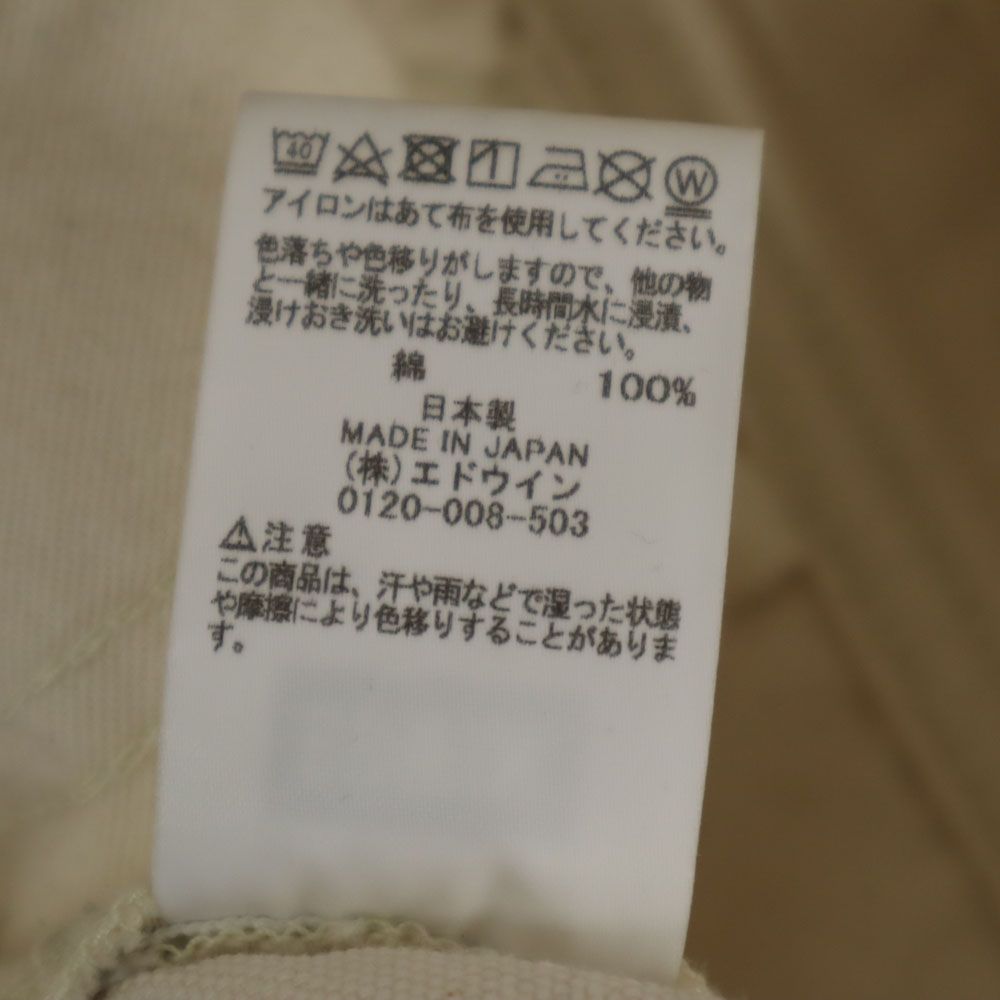 40
W
アイロンはあて布を使用してください。
色落ちや色移りがしますので、他の物
と一緒に洗ったり、長時間水に浸漬、
浸けおき洗いはお避けください。
綿 100%
日本製
MADE IN JAPAN
(株)エドウイン
0120-008-503
⚠注意
この商品は、汗や雨などで湿った状態
や摩擦により色移りすることがありま
す。